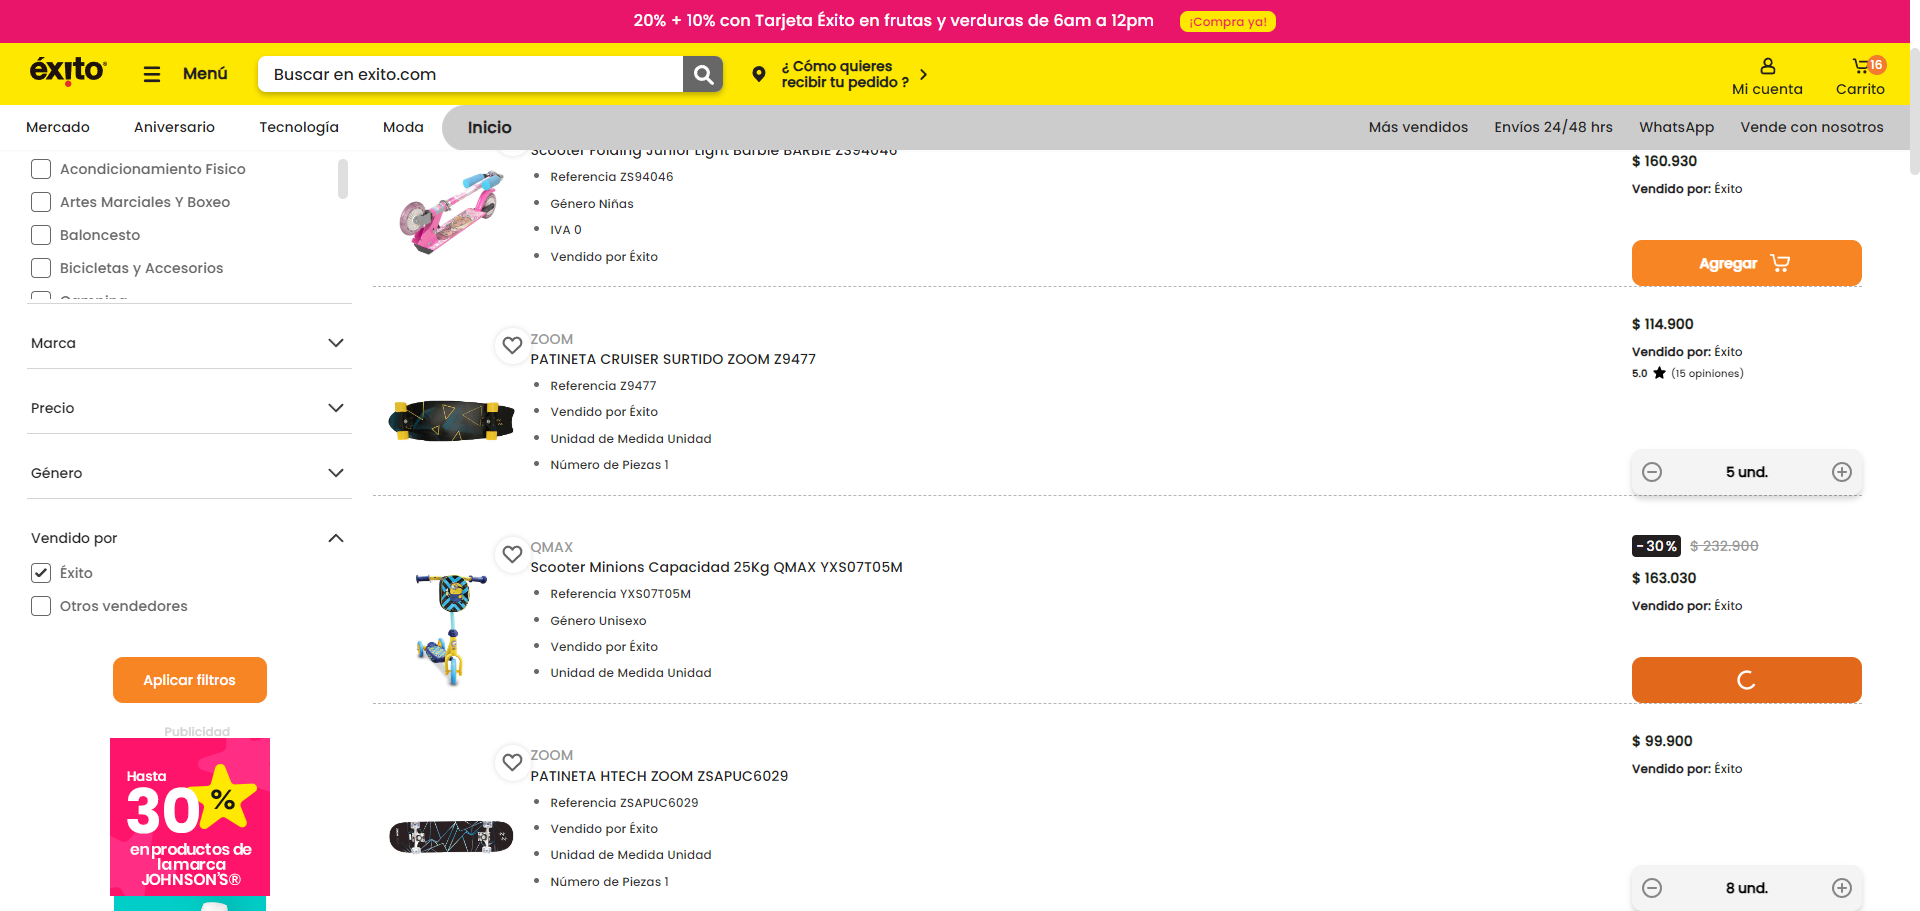 20% + 10% con Tarjeta Éxito en frutas y verduras de 6am a 12pm
¡Compra ya!
éxito
Menú
Buscar en exito.com
¿ Cómo quieres
recibir tu pedido ?
Mi cuenta
16
Carrito
Mercado
Aniversario
Tecnología
Moda
Inicio
Más vendidos
Envíos 24/48 hrs
WhatsApp
Vende con nosotros
Acondicionamiento Fisico
Artes Marciales Y Boxeo
Baloncesto
Bicicletas y Accesorios
Camping
Marca
Precio
Género
Vendido por
Éxito
Otros vendedores
Aplicar filtros
Publicidad
Hasta
30%
en productos de
la marca
JOHNSON'S®
Scooter Folding Junior Light Barbie BARBIE ZS94046
Referencia ZS94046
Género Niñas
IVA 0
Vendido por Éxito
$ 160.930
Vendido por: Éxito
Agregar
ZOOM
PATINETA CRUISER SURTIDO ZOOM Z9477
Referencia Z9477
Vendido por Éxito
Unidad de Medida Unidad
Número de Piezas 1
$ 114.900
Vendido por: Éxito
5.0 (15 opiniones)
5 und.
QMAX
Scooter Minions Capacidad 25Kg QMAX YXS07T05M
Referencia YXS07T05M
Género Unisexo
Vendido por Éxito
Unidad de Medida Unidad
-30% $ 232.900
$ 163.030
Vendido por: Éxito
ZOOM
PATINETA HTECH ZOOM ZSAPUC6029
Referencia ZSAPUC6029
Vendido por Éxito
Unidad de Medida Unidad
Número de Piezas 1
$ 99.900
Vendido por: Éxito
8 und.